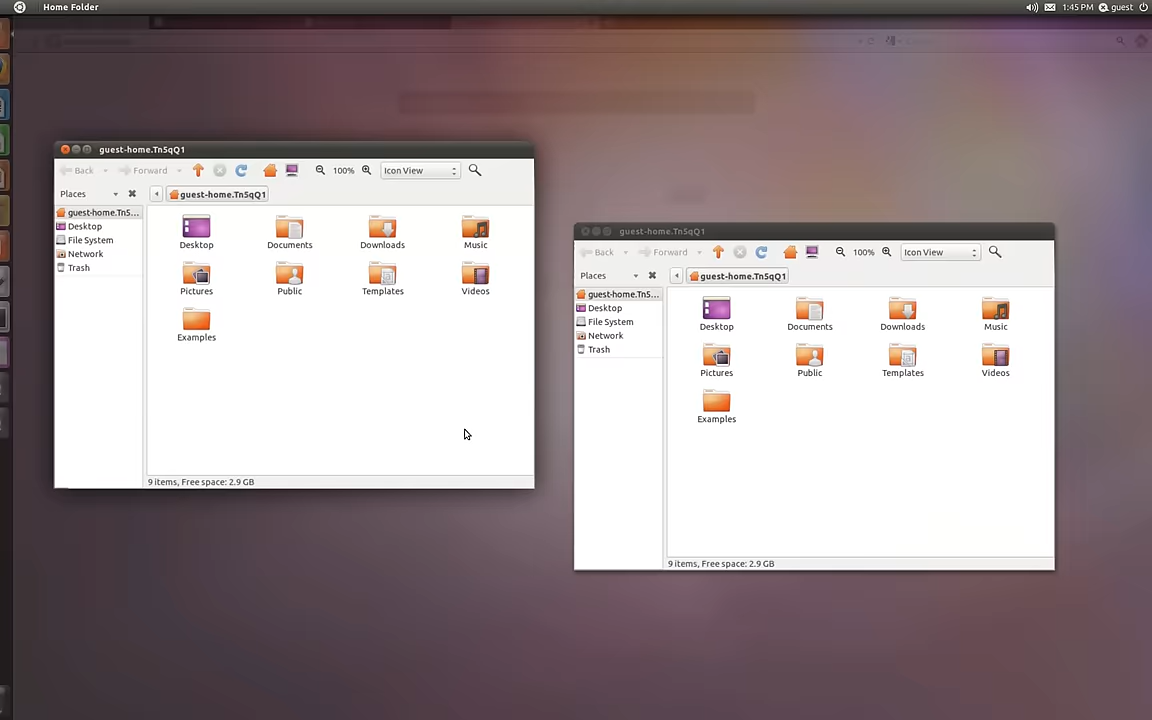 Home Folder
1:45 PM guest
guest-home.Tn5qQ1
Back Forward 100% Icon View
Places guest-home.Tn5qQ1
guest-home.Tn5...
Desktop
File System
Network
Trash
Desktop Documents Downloads Music
Pictures Public Templates Videos
Examples
9 items, Free space: 2.9 GB
guest-home.Tn5qQ1
Back Forward 100% Icon View
Places guest-home.Tn5qQ1
guest-home.Tn5...
Desktop
File System
Network
Trash
Desktop Documents Downloads Music
Pictures Public Templates Videos
Examples
9 items, Free space: 2.9 GB